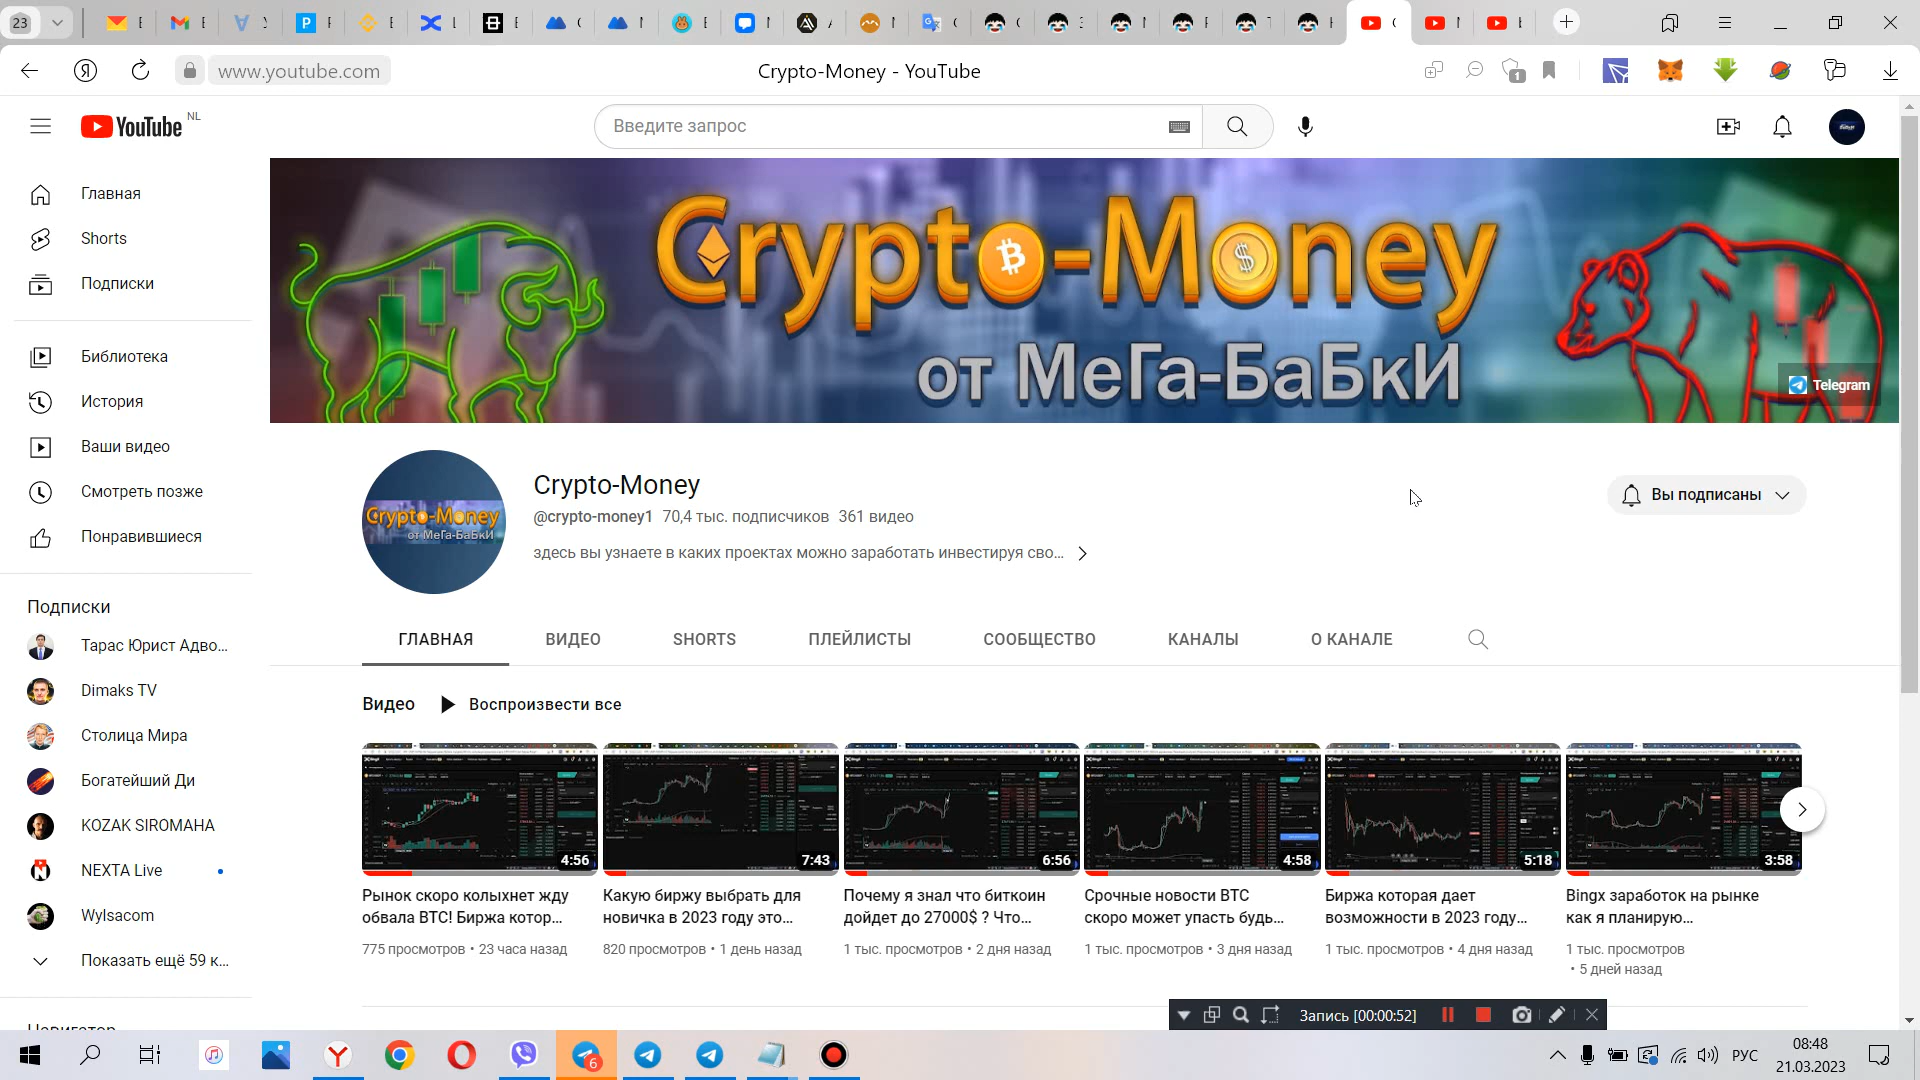 23
www.youtube.com
Crypto-Money - YouTube
1
YouTube NL
Введите запрос
Главная
Shorts
Подписки
Библиотека
История
Ваши видео
Смотреть позже
Понравившиеся
Подписки
Тарас Юрист Адво...
Dimaks TV
Столица Мира
Богатейший Ди
KOZAK SIROMAHA
NEXTA Live
Wylsacom
Показать ещё 59 к...
Навигатор
Crypto-Money
от МеГа-БаБкИ
Telegram
Crypto-Money
от МеГа-БаБкИ
Crypto-Money
@crypto-money1 70,4 тыс. подписчиков 361 видео
здесь вы узнаете в каких проектах можно заработать инвестируя сво...
Вы подписаны
ГЛАВНАЯ ВИДЕО SHORTS ПЛЕЙЛИСТЫ СООБЩЕСТВО КАНАЛЫ О КАНАЛЕ
Видео Воспроизвести все
4:56
Рынок скоро колыхнет жду
обвала BTC! Биржа котор...
775 просмотров • 23 часа назад
7:43
Какую биржу выбрать для
новичка в 2023 году это...
820 просмотров • 1 день назад
6:56
Почему я знал что биткоин
дойдет до 27000$ ? Что...
1 тыс. просмотров • 2 дня назад
4:58
Срочные новости BTC
скоро может упасть будь...
1 тыс. просмотров • 3 дня назад
5:18
Биржа которая дает
возможности в 2023 году...
1 тыс. просмотров • 4 дня назад
3:58
Bingx заработок на рынке
как я планирую...
1 тыс. просмотров
• 5 дней назад
Запись [00:00:52]
6
РУС
08:48
21.03.2023